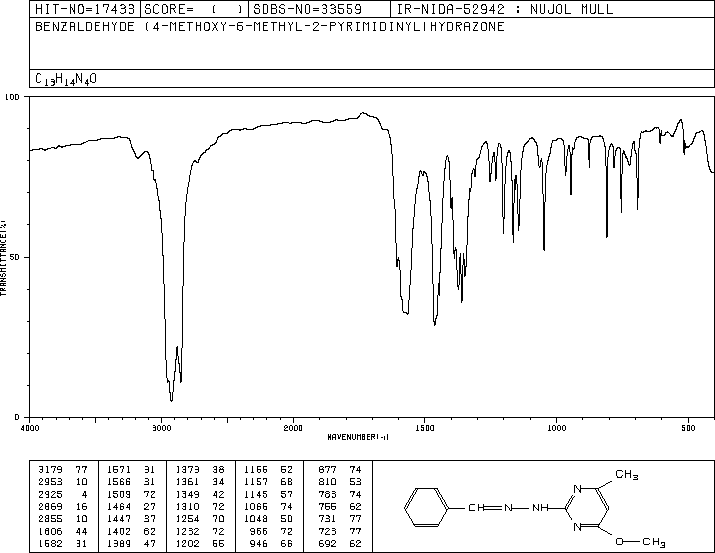 HIT-NO=17433 SCORE= ( ) SDBS-NO=33559 IR-NIDA-52942 : NUJOL MULL
BENZALDEHYDE (4-METHOXY-6-METHYL-2-PYRIMIDINYL)HYDRAZONE
C13H14N4O
100
50
0
TRANSMITTANCE(%)
4000 3000 2000 1500 1000 500
WAVENUMBER(-1)
3179 77 1571 31 1373 38 1166 52 877 74
2953 10 1566 31 1361 34 1157 68 810 53
2925 4 1509 72 1349 42 1145 57 783 74
2869 16 1464 27 1310 72 1066 74 756 62
2855 10 1447 37 1254 70 1048 50 731 77
1606 44 1402 62 1232 72 966 72 723 77
1582 31 1389 47 1202 55 946 66 692 62
CH3
N
CH=N-NH
N
O-CH3